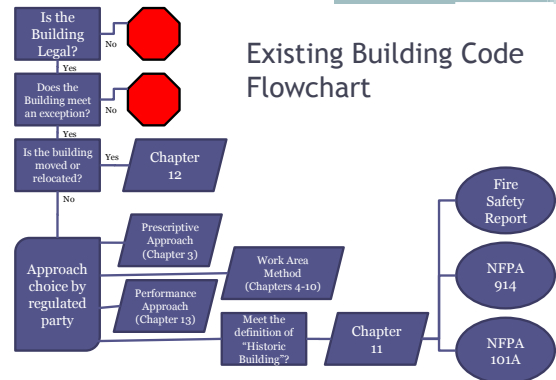 Existing Building Code
Flowchart
Is the
Building
Legal?
No
Yes
Does the
Building meet
an exception?
No
Yes
Is the building
moved or
relocated?
Yes
Chapter
12
No
Approach
choice by
regulated
party
Prescriptive
Approach
(Chapter 3)
Work Area
Method
(Chapters 4-10)
Performance
Approach
(Chapter 13)
Meet the
definition of
“Historic
Building”?
Chapter
11
Fire
Safety
Report
NFPA
914
NFPA
101A